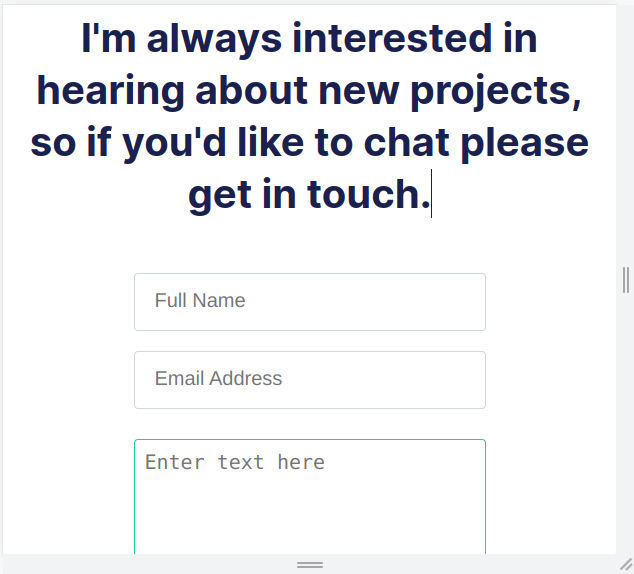 I'm always interested in
hearing about new projects,
so if you'd like to chat please
get in touch.
Full Name
Email Address
Enter text here